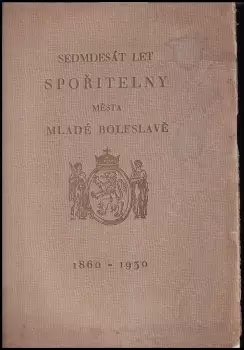 SEDMDESÁT LET
SPOŘITELNY
MĚSTA
MLADÉ BOLESLAVĚ
1860 - 1930